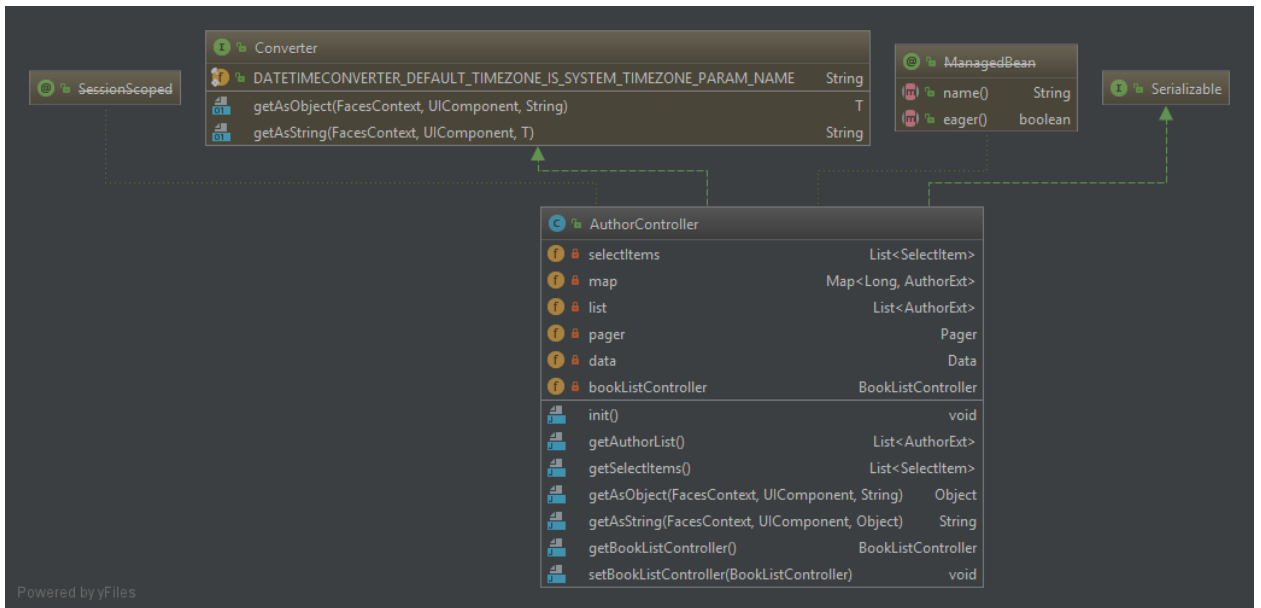 SessionScoped
Converter
DATETIMECONVERTER_DEFAULT_TIMEZONE_IS_SYSTEM_TIMEZONE_PARAM_NAME String
getAsObject(FacesContext, UIComponent, String) T
getAsString(FacesContext, UIComponent, T) String
ManagedBean
name() String
eager() boolean
Serializable
AuthorController
selectItems List<SelectItem>
map Map<Long, AuthorExt>
list List<AuthorExt>
pager Pager
data Data
bookListController BookListController
init() void
getAuthorList() List<AuthorExt>
getSelectItems() List<SelectItem>
getAsObject(FacesContext, UIComponent, String) Object
getAsString(FacesContext, UIComponent, Object) String
getBookListController() BookListController
setBookListController(BookListController) void
Powered by yFiles